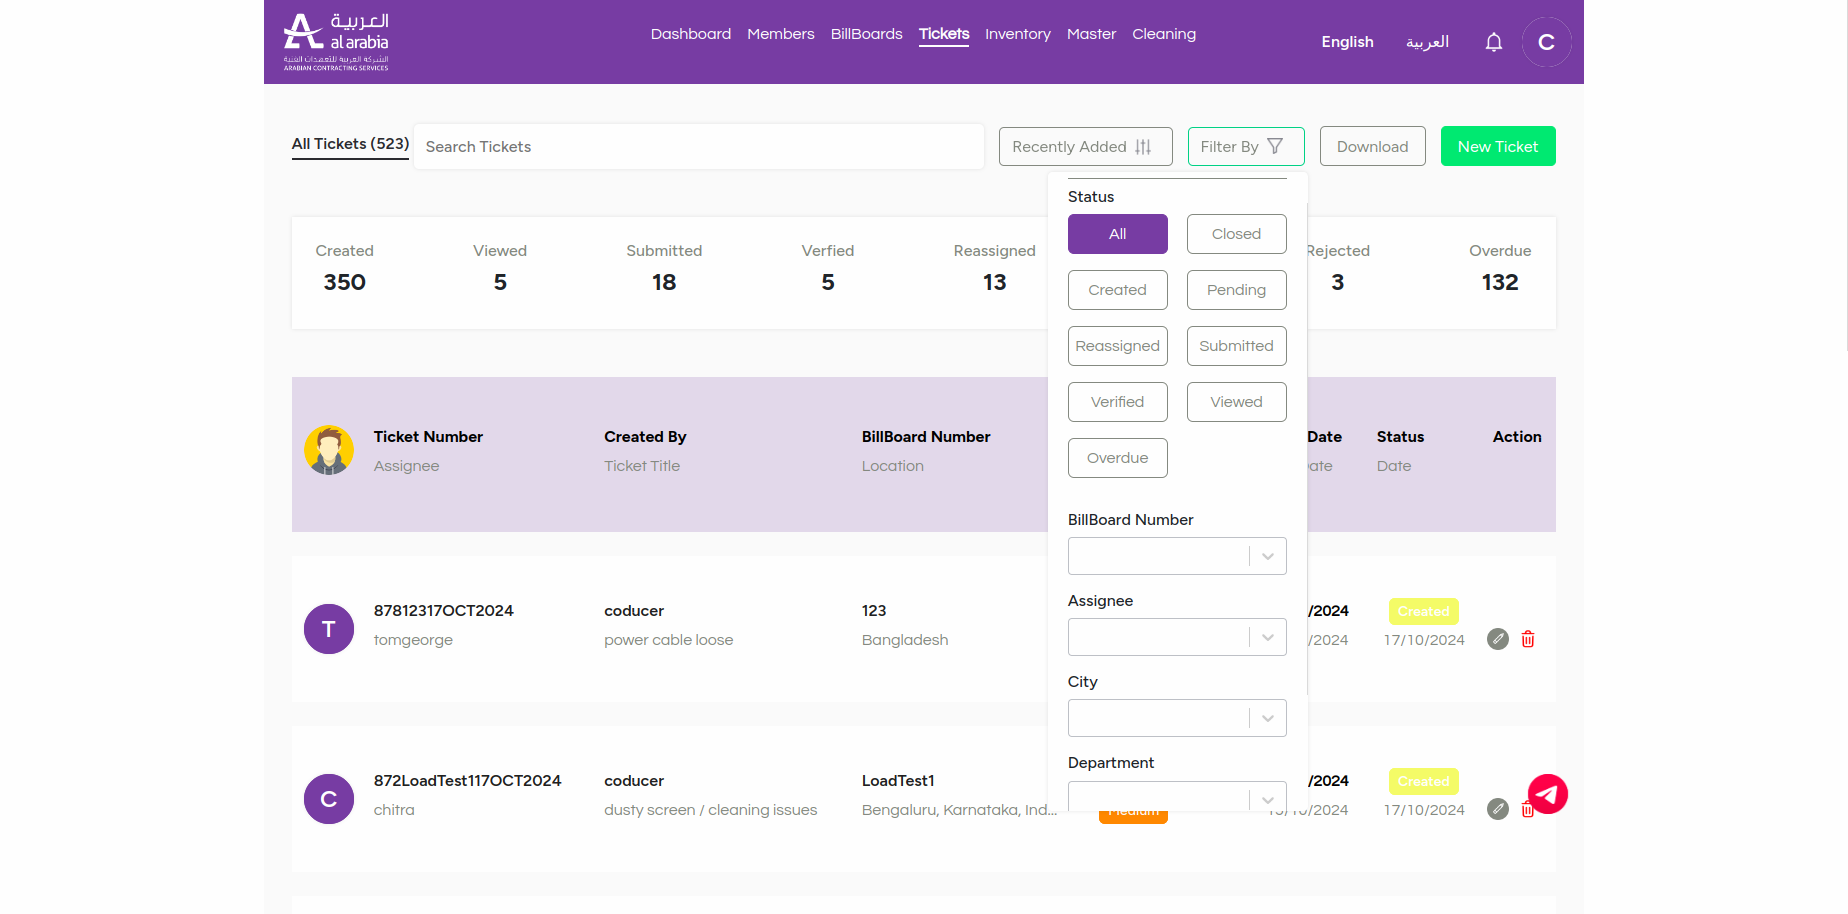 العربية
al arabia
الشركة العربية للتعهدات الفنية
ARABIAN CONTRACTING SERVICES
Dashboard Members BillBoards Tickets Inventory Master Cleaning
English العربية C
All Tickets (523) Search Tickets Recently Added Filter By Download New Ticket
Status
All Closed
Created Pending
Reassigned Submitted
Verified Viewed
Overdue
BillBoard Number
Assignee
City
Department
Created Viewed Submitted Verfied Reassigned Rejected Overdue
350 5 18 5 13 3 132
Ticket Number Created By BillBoard Number Date Status Action
Assignee Ticket Title Location ate Date
T
87812317OCT2024 coducer 123 /2024 Created
tomgeorge power cable loose Bangladesh /2024 17/10/2024
C
872LoadTest117OCT2024 coducer LoadTest1 /2024 Created
chitra dusty screen / cleaning issues Bengaluru, Karnataka, Ind... Medium /10/2024 17/10/2024